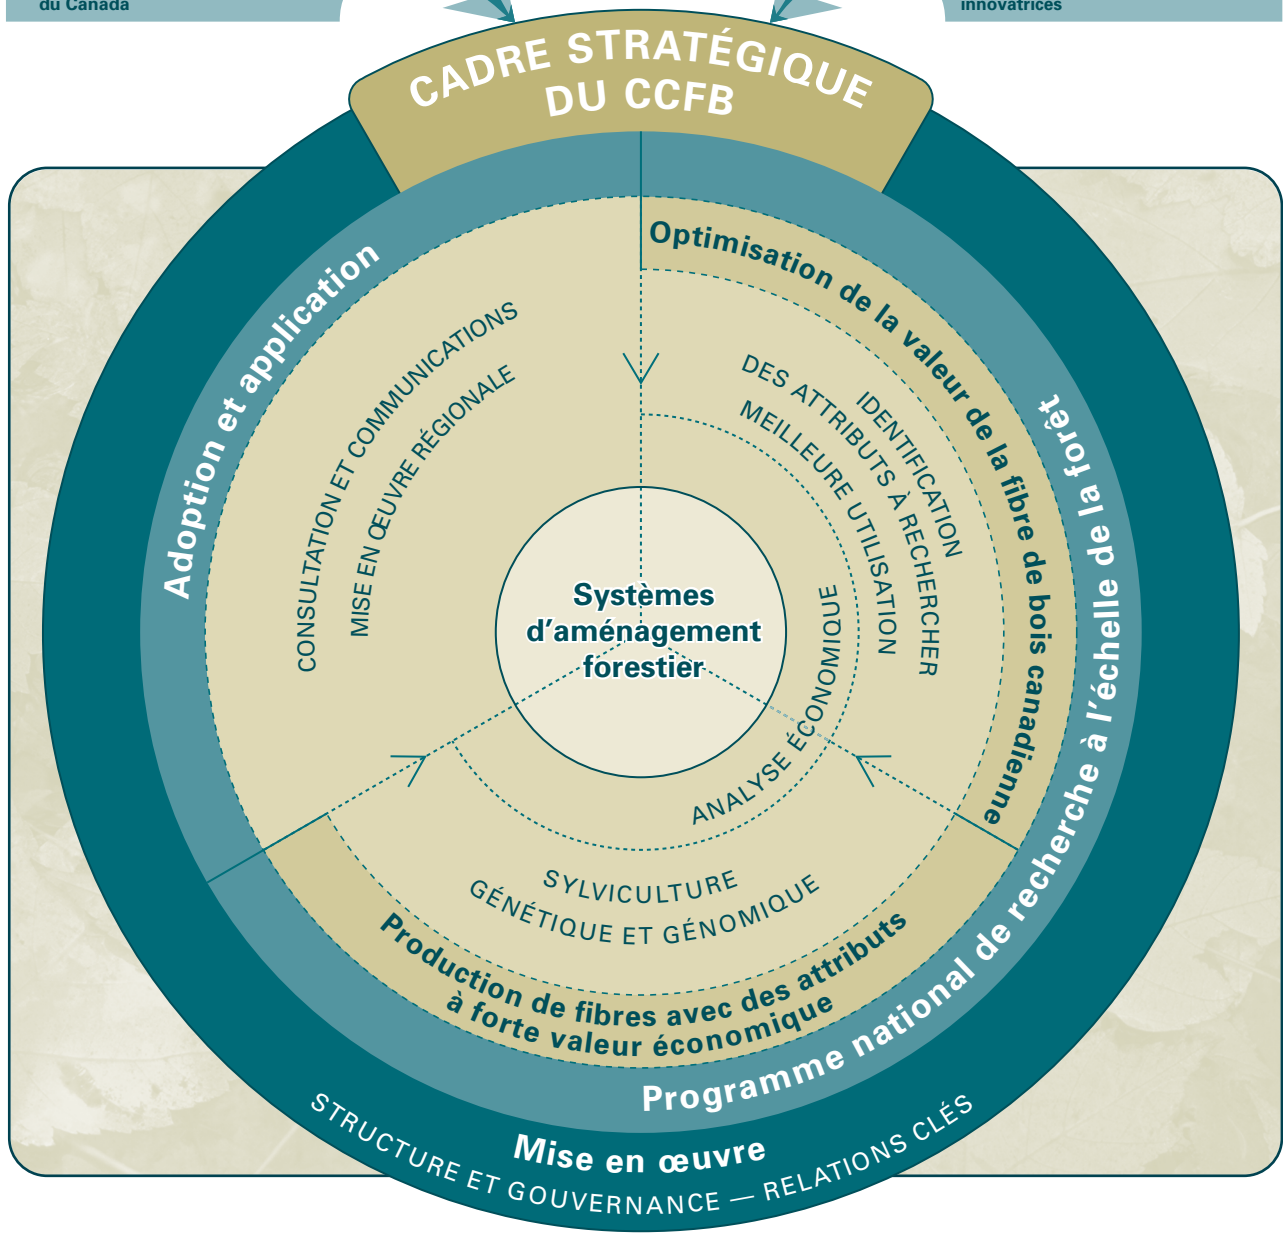 du Canada
innovatrices
CADRE STRATÉGIQUE
DU CCFB
Adoption et application
CONSULTATION ET COMMUNICATIONS
MISE EN ŒUVRE RÉGIONALE
Optimisation de la valeur de la fibre de bois canadienne
IDENTIFICATION
DES ATTRIBUTS À RECHERCHER
MEILLEURE UTILISATION
ANALYSE ÉCONOMIQUE
Systèmes
d’aménagement
forestier
SYLVICULTURE
GÉNÉTIQUE ET GÉNOMIQUE
Production de fibres avec des attributs
à forte valeur économique
Programme national de recherche à l’échelle de la forêt
Mise en œuvre
STRUCTURE ET GOUVERNANCE — RELATIONS CLÉS